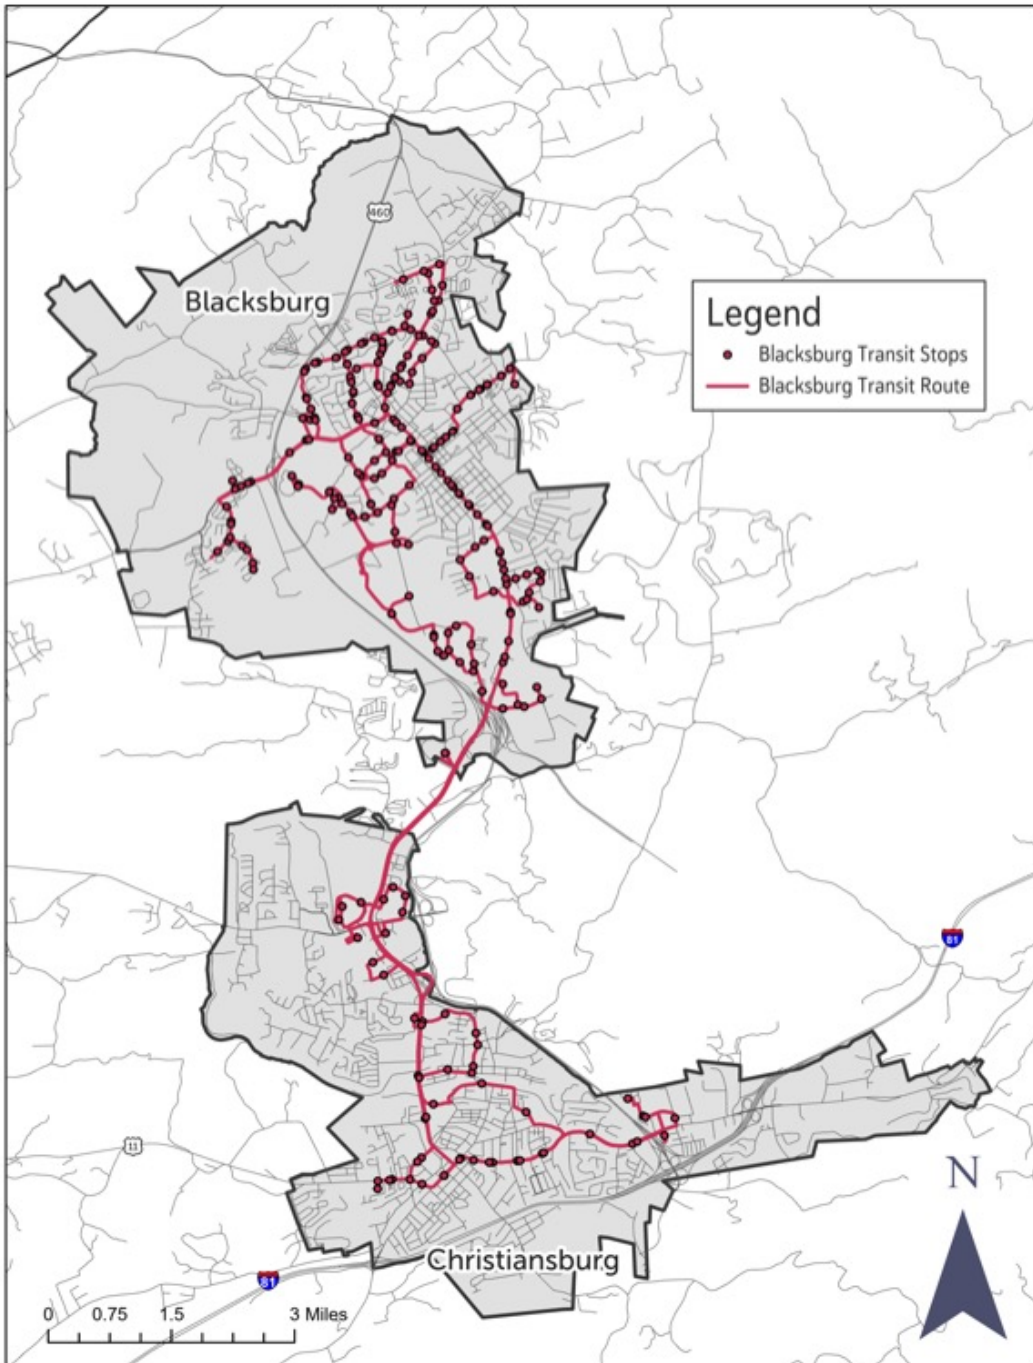 460
Blacksburg
Legend
Blacksburg Transit Stops
Blacksburg Transit Route
81
11
N
Christiansburg
81
0 0.75 1.5 3 Miles